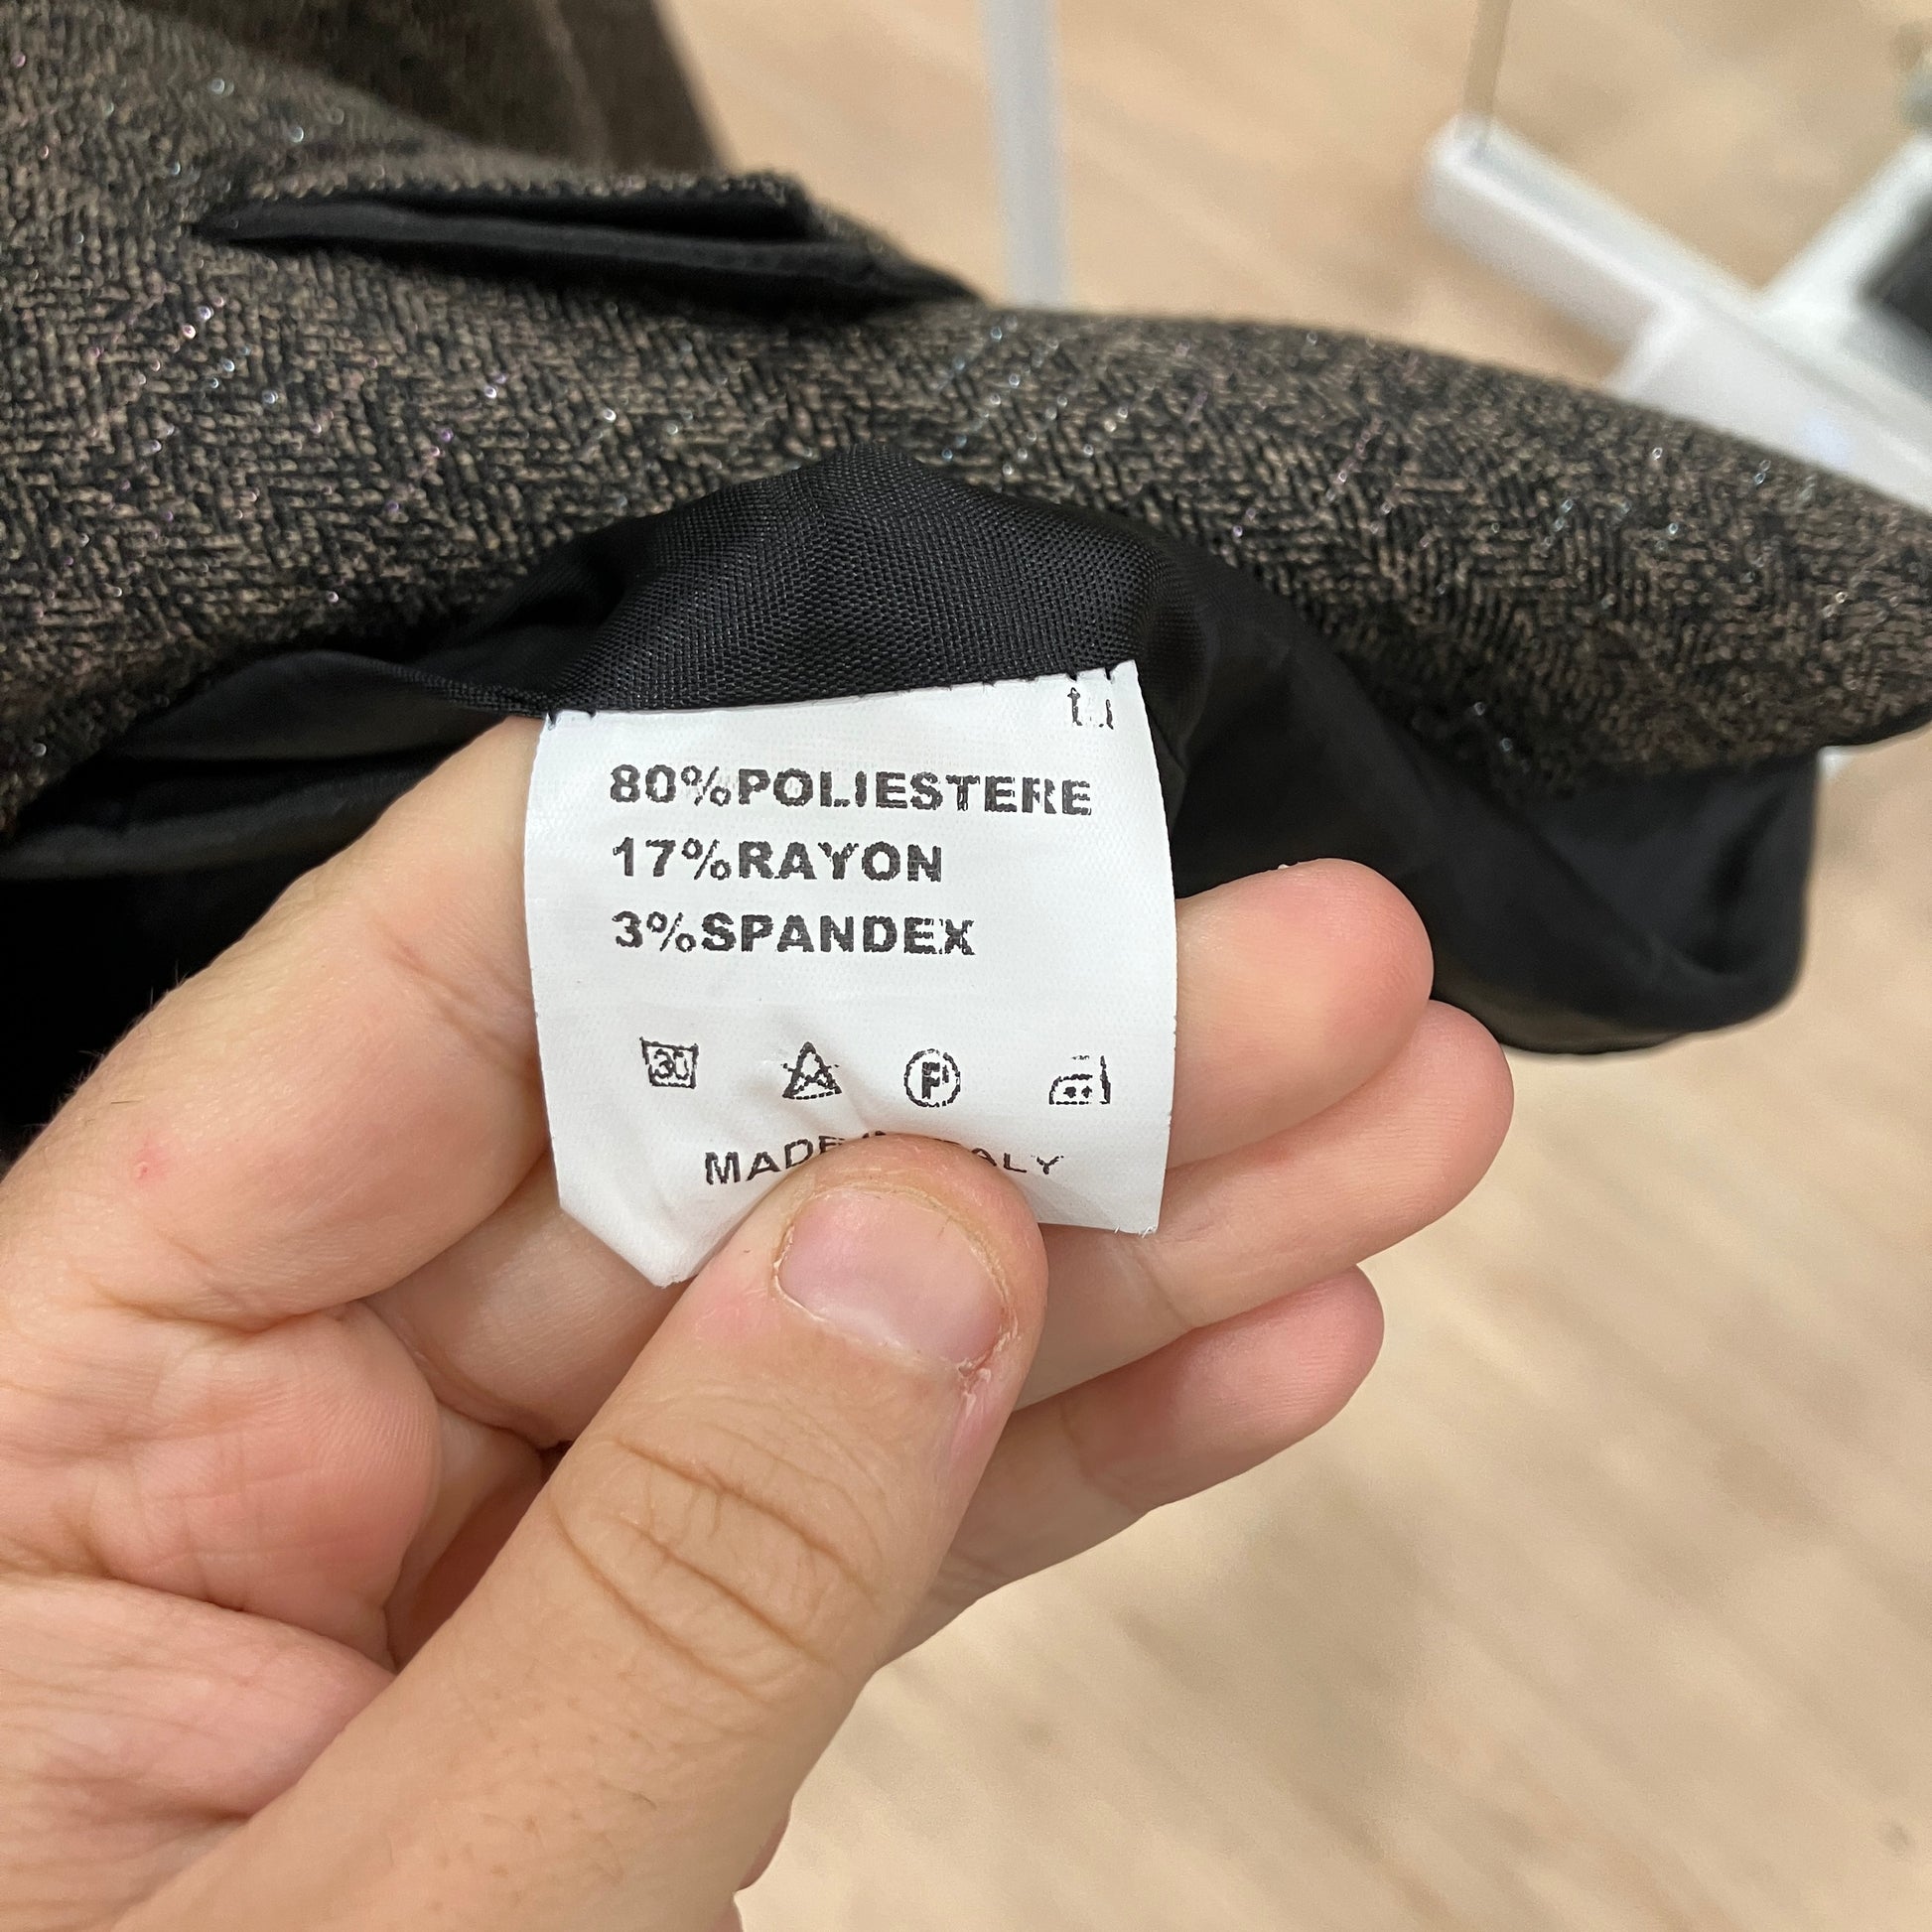 80%POLIESTERE
17%RAYON
3%SPANDEX
30 F
MADE